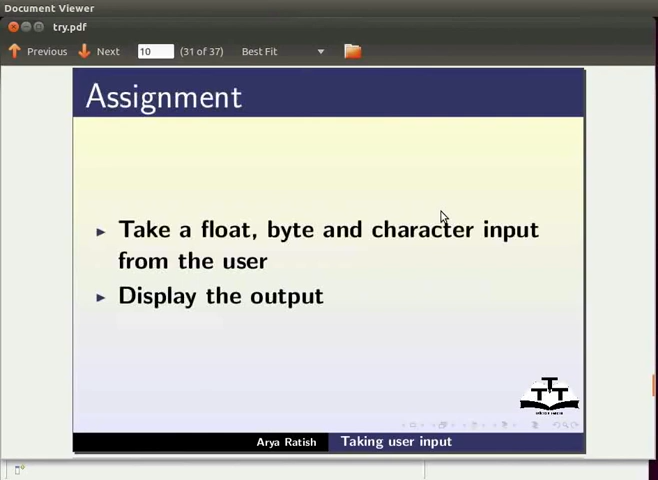 Document Viewer
try.pdf
Previous Next 10 (31 of 37) Best Fit
Assignment
Take a float, byte and character input
from the user
Display the output
TTT
Arya Ratish Taking user input